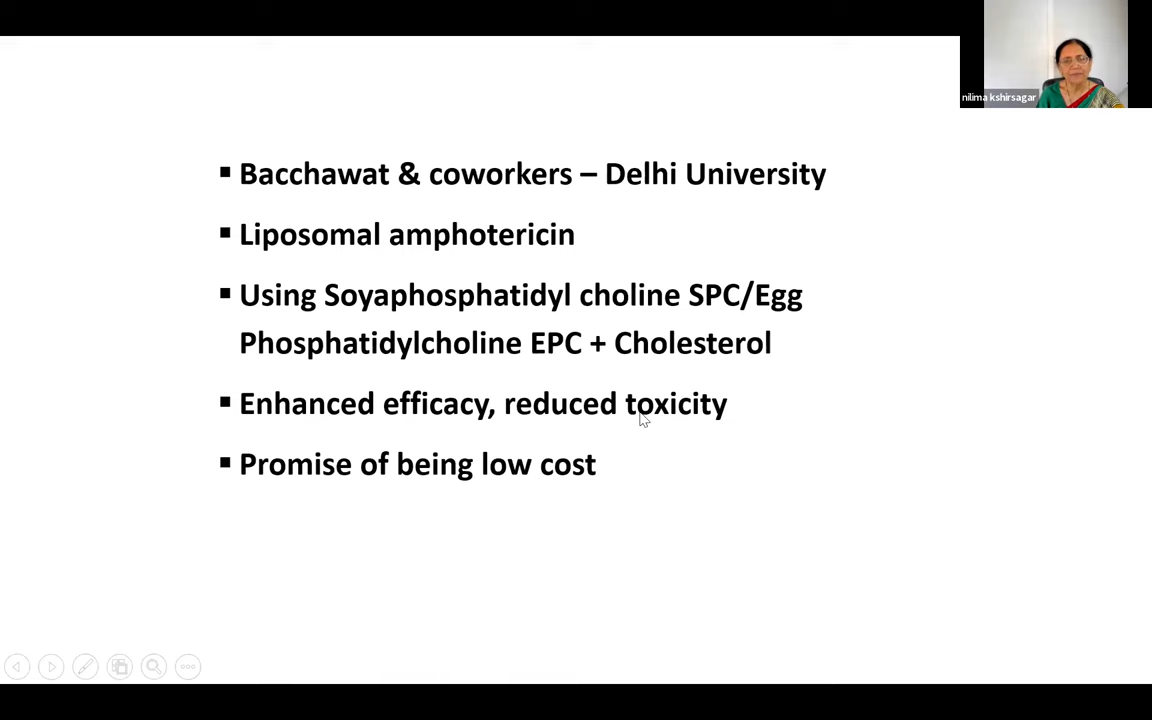 nilima kshirsagar
▪ Bacchawat & coworkers – Delhi University
▪ Liposomal amphotericin
▪ Using Soyaphosphatidyl choline SPC/Egg
Phosphatidylcholine EPC + Cholesterol
▪ Enhanced efficacy, reduced toxicity
▪ Promise of being low cost